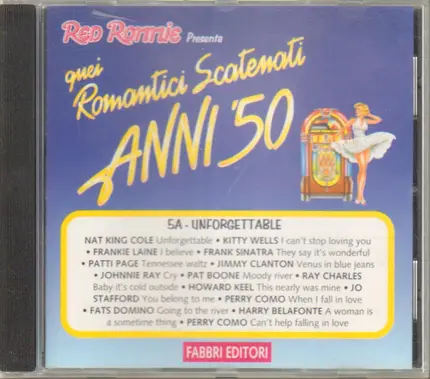 RED RONNIE Presenta
quei
Romantici Scatenati
ANNI '50
5A - UNFORGETTABLE
NAT KING COLE Unforgettable • KITTY WELLS I can't stop loving you
• FRANKIE LAINE I believe • FRANK SINATRA They say it's wonderful
• PATTI PAGE Tennessee waltz • JIMMY CLANTON Venus in blue jeans
• JOHNNIE RAY Cry • PAT BOONE Moody river • RAY CHARLES
Baby it's cold outside • HOWARD KEEL This nearly was mine • JO
STAFFORD You belong to me • PERRY COMO When I fall in love
• FATS DOMINO Going to the river • HARRY BELAFONTE A woman is
a sometime thing • PERRY COMO Can't help falling in love
FABBRI EDITORI